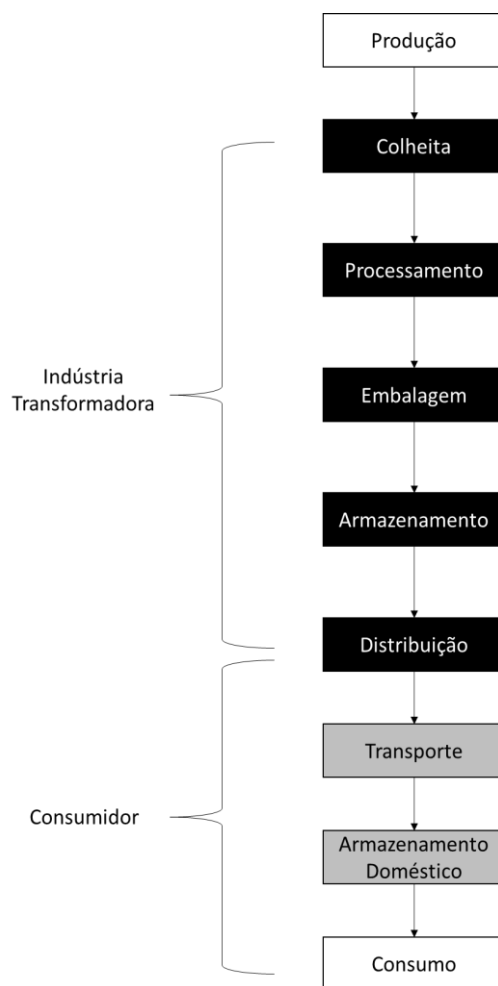 Produção
Colheita
Processamento
Indústria
Transformadora
Embalagem
Armazenamento
Distribuição
Transporte
Consumidor
Armazenamento
Doméstico
Consumo